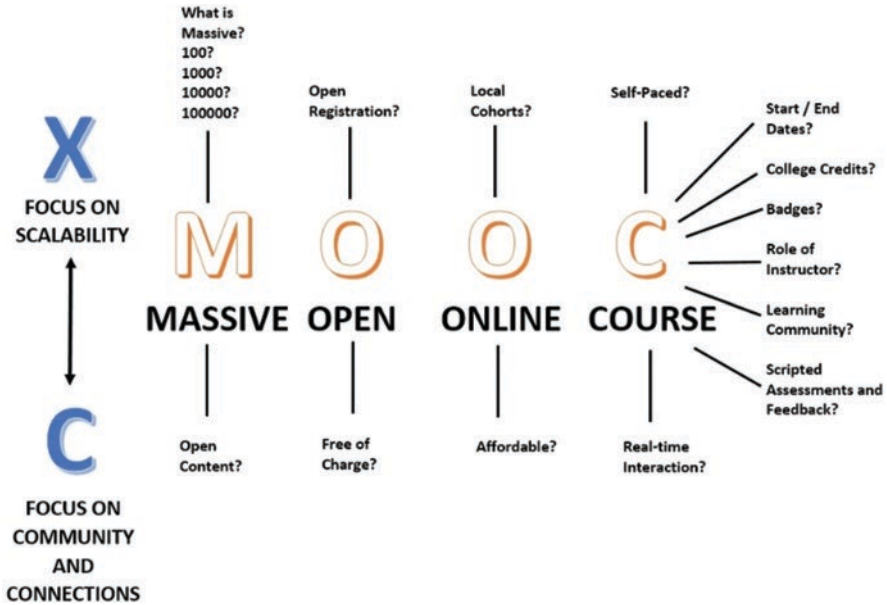 What is
Massive?
100?
1000?
10000?
100000?
Open
Registration?
Local
Cohorts?
Self-Paced?
Start / End
Dates?
College Credits?
Badges?
Role of
Instructor?
Learning
Community?
Scripted
Assessments and
Feedback?
X
FOCUS ON
SCALABILITY
M O O C
MASSIVE OPEN ONLINE COURSE
Open
Content?
Free of
Charge?
Affordable?
Real-time
Interaction?
C
FOCUS ON
COMMUNITY
AND
CONNECTIONS